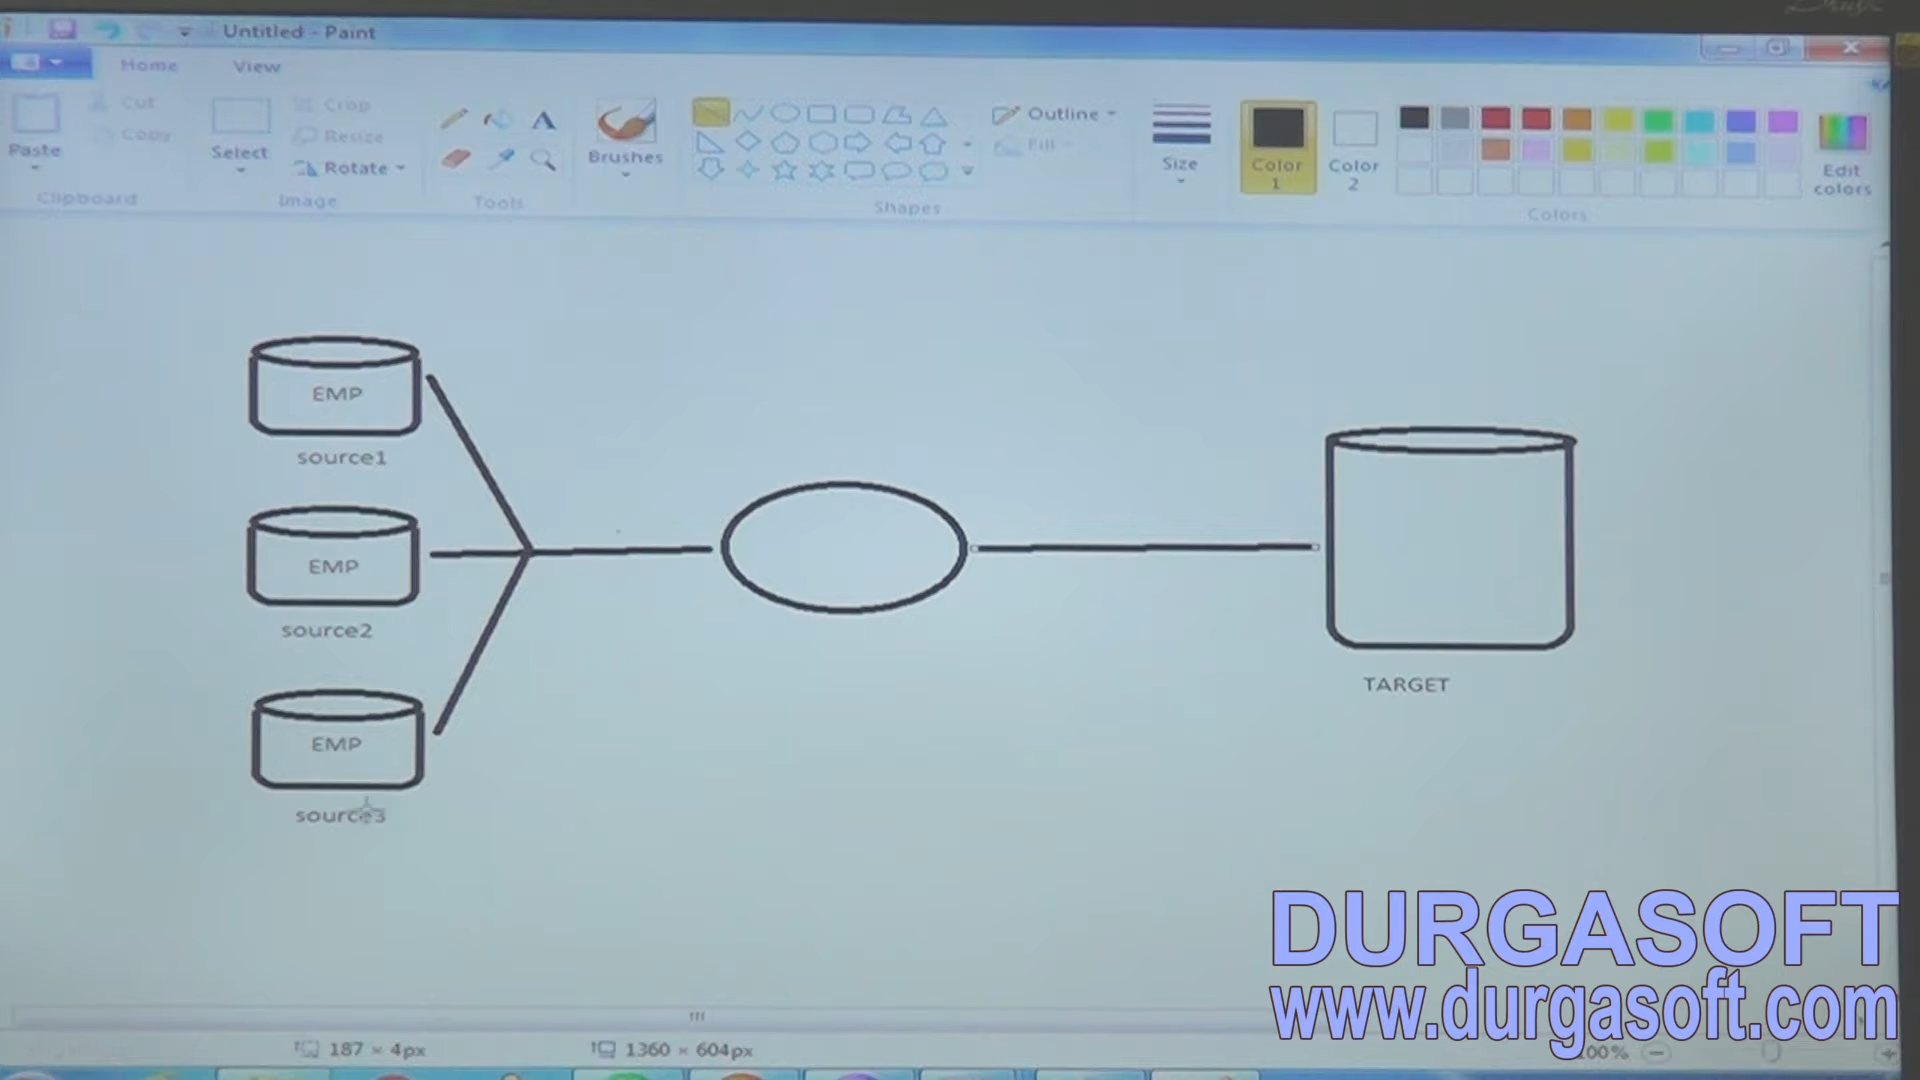 Untitled - Paint
Home View
Cut
Copy
Paste
Clipboard
Crop
Resize
Rotate
Select
Image
Tools
Brushes
Shapes
Outline
Fill
Size
Color 1
Color 2
Edit colors
Colors
EMP
source1
EMP
source2
EMP
source3
TARGET
DURGASOFT
www.durgasoft.com
187 × 4px
1360 × 604px
100%